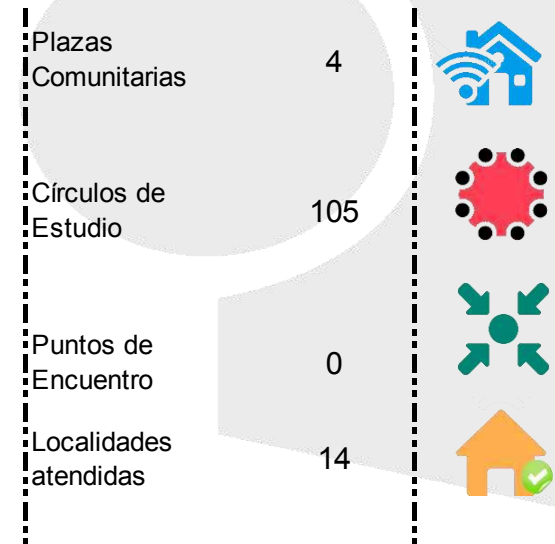 Plazas
Comunitarias 4
Círculos de
Estudio 105
Puntos de
Encuentro 0
Localidades
atendidas 14